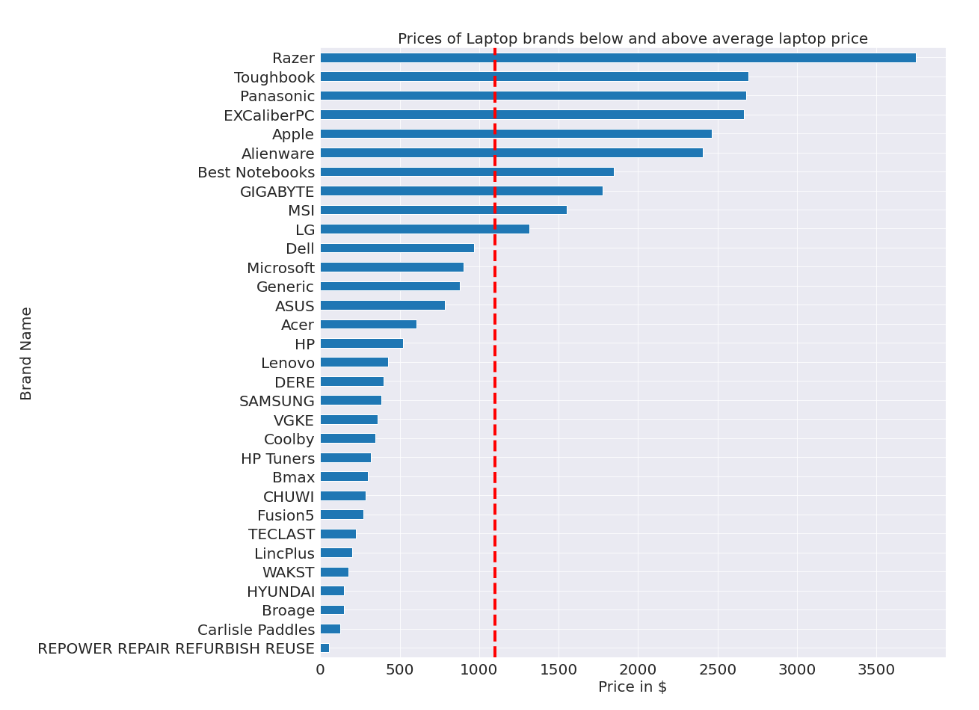 Prices of Laptop brands below and above average laptop price
Brand Name
Razer
Toughbook
Panasonic
EXCaliberPC
Apple
Alienware
Best Notebooks
GIGABYTE
MSI
LG
Dell
Microsoft
Generic
ASUS
Acer
HP
Lenovo
DERE
SAMSUNG
VGKE
Coolby
HP Tuners
Bmax
CHUWI
Fusion5
TECLAST
LincPlus
WAKST
HYUNDAI
Broage
Carlisle Paddles
REPOWER REPAIR REFURBISH REUSE
0 500 1000 1500 2000 2500 3000 3500
Price in $